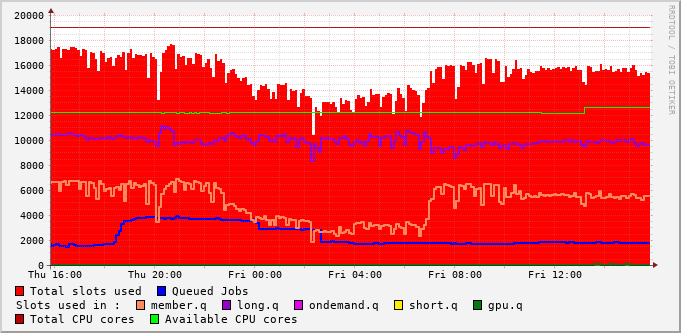 20000
18000
16000
14000
12000
10000
8000
6000
4000
2000
0
Thu 16:00 Thu 20:00 Fri 00:00 Fri 04:00 Fri 08:00 Fri 12:00
Total slots used Queued Jobs
Slots used in : member.q long.q ondemand.q short.q gpu.q
Total CPU cores Available CPU cores
RRDTOOL / TOBI OETIKER